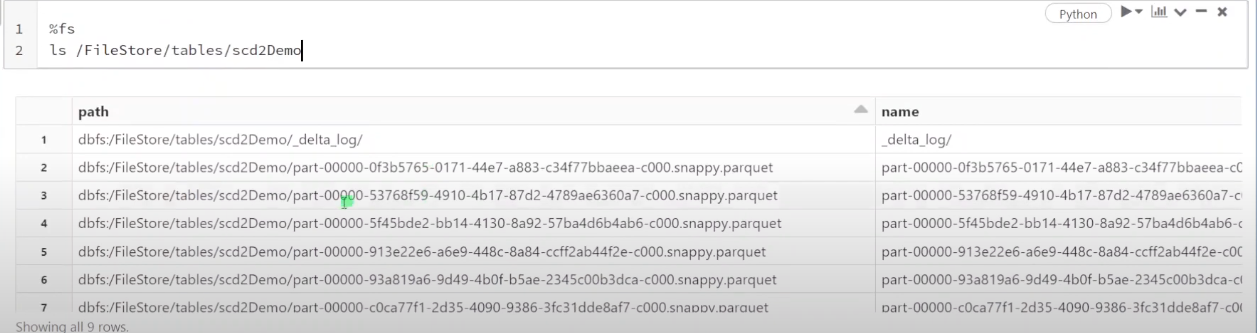 Python
1 %fs
2 ls /FileStore/tables/scd2Demo
path name
1 dbfs:/FileStore/tables/scd2Demo/_delta_log/ _delta_log/
2 dbfs:/FileStore/tables/scd2Demo/part-00000-0f3b5765-0171-44e7-a883-c34f77bbaeea-c000.snappy.parquet part-00000-0f3b5765-0171-44e7-a883-c34f77bbaeea-c0
3 dbfs:/FileStore/tables/scd2Demo/part-00000-53768f59-4910-4b17-87d2-4789ae6360a7-c000.snappy.parquet part-00000-53768f59-4910-4b17-87d2-4789ae6360a7-c
4 dbfs:/FileStore/tables/scd2Demo/part-00000-5f45bde2-bb14-4130-8a92-57ba4d6b4ab6-c000.snappy.parquet part-00000-5f45bde2-bb14-4130-8a92-57ba4d6b4ab6-c
5 dbfs:/FileStore/tables/scd2Demo/part-00000-913e22e6-a6e9-448c-8a84-ccff2ab44f2e-c000.snappy.parquet part-00000-913e22e6-a6e9-448c-8a84-ccff2ab44f2e-c00
6 dbfs:/FileStore/tables/scd2Demo/part-00000-93a819a6-9d49-4b0f-b5ae-2345c00b3dca-c000.snappy.parquet part-00000-93a819a6-9d49-4b0f-b5ae-2345c00b3dca-c
7 dbfs:/FileStore/tables/scd2Demo/part-00000-c0ca77f1-2d35-4090-9386-3fc31dde8af7-c000.snappy.parquet part-00000-c0ca77f1-2d35-4090-9386-3fc31dde8af7-c00
Showing all 9 rows.